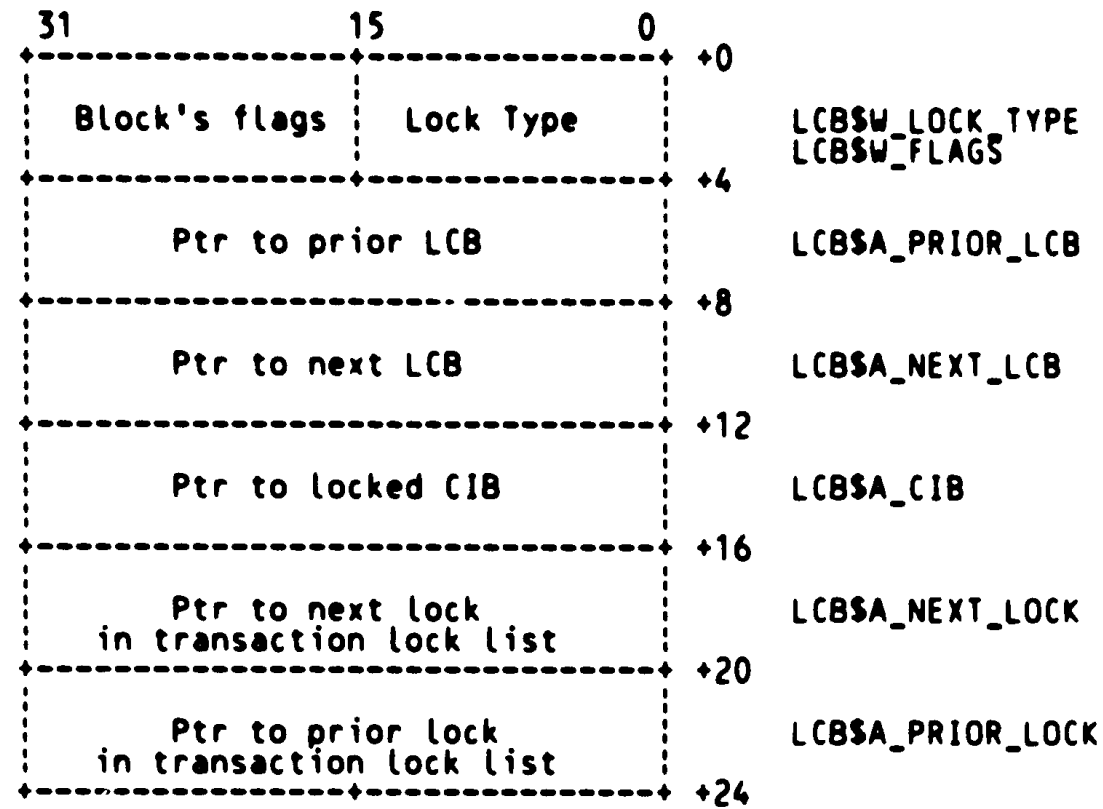 31 15 0
+0
Block's flags Lock Type LCB$W_LOCK_TYPE
LCB$W_FLAGS
+4
Ptr to prior LCB LCB$A_PRIOR_LCB
+8
Ptr to next LCB LCB$A_NEXT_LCB
+12
Ptr to locked CIB LCB$A_CIB
+16
Ptr to next lock LCB$A_NEXT_LOCK
in transaction lock list
+20
Ptr to prior lock LCB$A_PRIOR_LOCK
in transaction lock list
+24